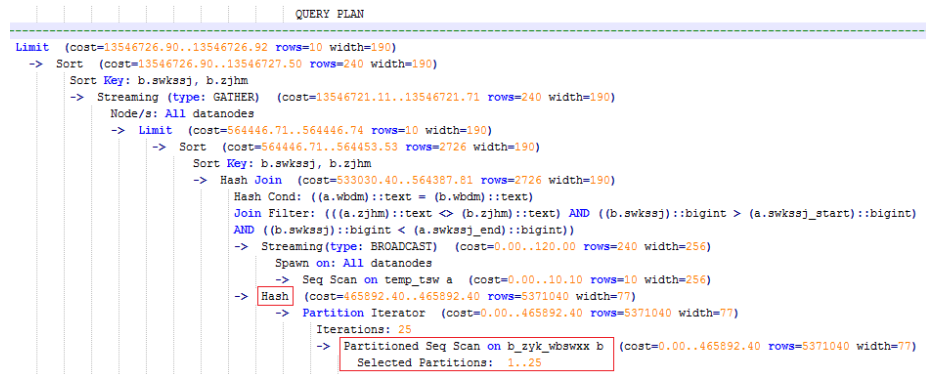 QUERY PLAN
Limit (cost=13546726.90..13546726.92 rows=10 width=190)
-> Sort (cost=13546726.90..13546727.50 rows=240 width=190)
Sort Key: b.swkssj, b.zjhm
-> Streaming (type: GATHER) (cost=13546721.11..13546721.71 rows=240 width=190)
Node/s: All datanodes
-> Limit (cost=564446.71..564446.74 rows=10 width=190)
-> Sort (cost=564446.71..564453.53 rows=2726 width=190)
Sort Key: b.swkssj, b.zjhm
-> Hash Join (cost=533030.40..564387.81 rows=2726 width=190)
Hash Cond: ((a.wbdm)::text = (b.wbdm)::text)
Join Filter: (((a.zjhm)::text <> (b.zjhm)::text) AND ((b.swkssj)::bigint > (a.swkssj_start)::bigint)
AND ((b.swkssj)::bigint < (a.swkssj_end)::bigint))
-> Streaming(type: BROADCAST) (cost=0.00..120.00 rows=240 width=256)
Spawn on: All datanodes
-> Seq Scan on temp_tsw a (cost=0.00..10.10 rows=10 width=256)
-> Hash (cost=465892.40..465892.40 rows=5371040 width=77)
-> Partition Iterator (cost=0.00..465892.40 rows=5371040 width=77)
Iterations: 25
-> Partitioned Seq Scan on b_zyk_wbswxx b (cost=0.00..465892.40 rows=5371040 width=77)
Selected Partitions: 1..25